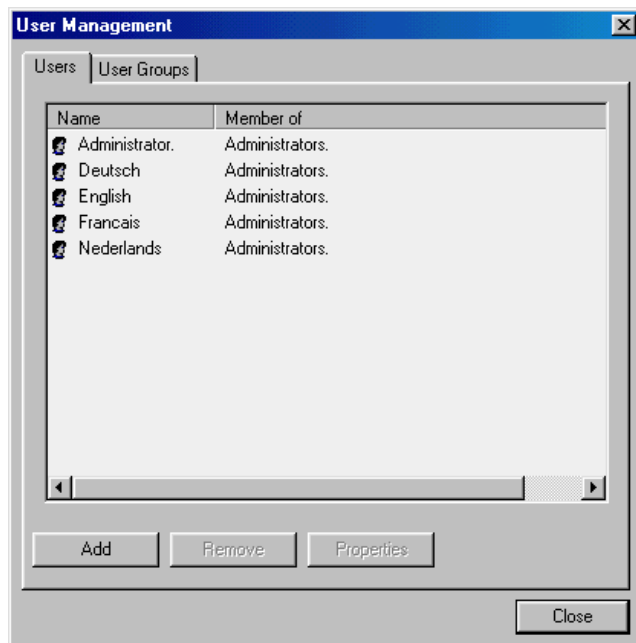 User Management
Users User Groups
Name Member of
Administrator. Administrators.
Deutsch Administrators.
English Administrators.
Francais Administrators.
Nederlands Administrators.
Add Remove Properties
Close